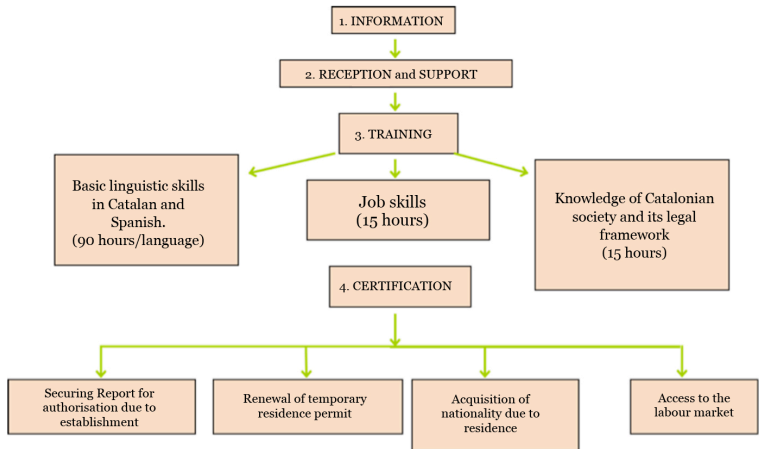 1. INFORMATION
2. RECEPTION and SUPPORT
3. TRAINING
Basic linguistic skills
in Catalan and
Spanish.
(90 hours/language)
Job skills
(15 hours)
Knowledge of Catalonian
society and its legal
framework
(15 hours)
4. CERTIFICATION
Securing Report for
authorisation due to
establishment
Renewal of temporary
residence permit
Acquisition of
nationality due to
residence
Access to the
labour market